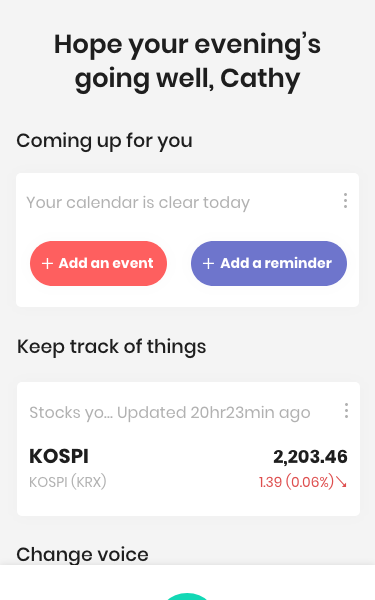 Hope your evening’s
going well, Cathy
Coming up for you
Your calendar is clear today
+ Add an event
+ Add a reminder
Keep track of things
Stocks yo... Updated 20hr23min ago
KOSPI 2,203.46
KOSPI (KRX) 1.39 (0.06%)↘
Change voice